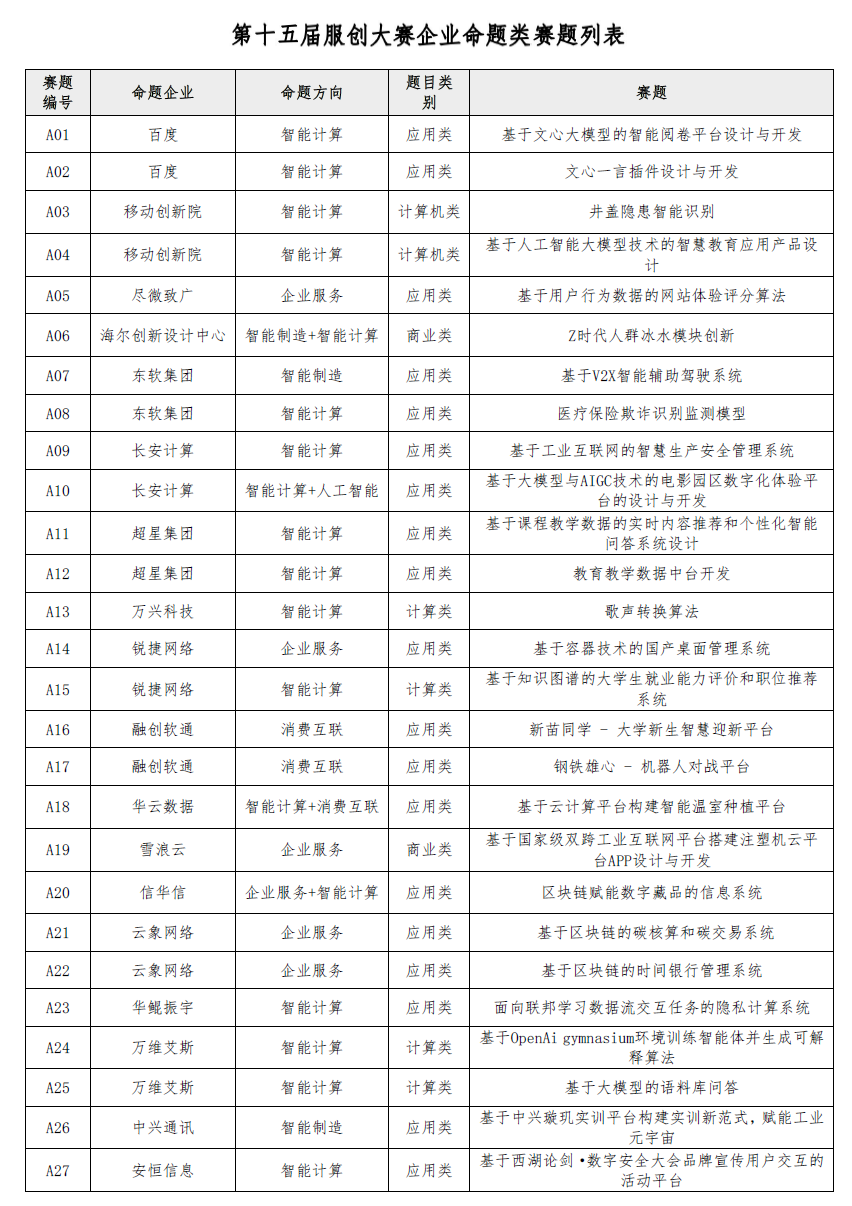 第十五届服创大赛企业命题类赛题列表
赛题编号 命题企业 命题方向 题目类别 赛题
A01 百度 智能计算 应用类 基于文心大模型的智能阅卷平台设计与开发
A02 百度 智能计算 应用类 文心一言插件设计与开发
A03 移动创新院 智能计算 计算机类 井盖隐患智能识别
A04 移动创新院 智能计算 计算机类 基于人工智能大模型技术的智慧教育应用产品设
计
A05 尽微致广 企业服务 应用类 基于用户行为数据的网站体验评分算法
A06 海尔创新设计中心 智能制造+智能计算 商业类 Z时代人群冰水模块创新
A07 东软集团 智能制造 应用类 基于V2X智能辅助驾驶系统
A08 东软集团 智能计算 应用类 医疗保险欺诈识别监测模型
A09 长安计算 智能计算 应用类 基于工业互联网的智慧生产安全管理系统
A10 长安计算 智能计算+人工智能 应用类 基于大模型与AIGC技术的电影园区数字化体验平
台的设计与开发
A11 超星集团 智能计算 应用类 基于课程教学数据的实时内容推荐和个性化智能
问答系统设计
A12 超星集团 智能计算 应用类 教育教学数据中台开发
A13 万兴科技 智能计算 计算类 歌声转换算法
A14 锐捷网络 企业服务 应用类 基于容器技术的国产桌面管理系统
A15 锐捷网络 智能计算 计算类 基于知识图谱的大学生就业能力评价和职位推荐
系统
A16 融创软通 消费互联 应用类 新苗同学 - 大学新生智慧迎新平台
A17 融创软通 消费互联 应用类 钢铁雄心 - 机器人对战平台
A18 华云数据 智能计算+消费互联 应用类 基于云计算平台构建智能温室种植平台
A19 雪浪云 企业服务 商业类 基于国家级双跨工业互联网平台搭建注塑机云平
台APP设计与开发
A20 信华信 企业服务+智能计算 应用类 区块链赋能数字藏品的信息系统
A21 云象网络 企业服务 应用类 基于区块链的碳核算和碳交易系统
A22 云象网络 企业服务 应用类 基于区块链的时间银行管理系统
A23 华鲲振宇 智能计算 应用类 面向联邦学习数据流交互任务的隐私计算系统
A24 万维艾斯 智能计算 计算类 基于OpenAi gymnasium环境训练智能体并生成可解
释算法
A25 万维艾斯 智能计算 计算类 基于大模型的语料库问答
A26 中兴通讯 智能制造 应用类 基于中兴璇玑实训平台构建实训新范式，赋能工业
元宇宙
A27 安恒信息 智能计算 应用类 基于西湖论剑·数字安全大会品牌宣传用户交互的
活动平台